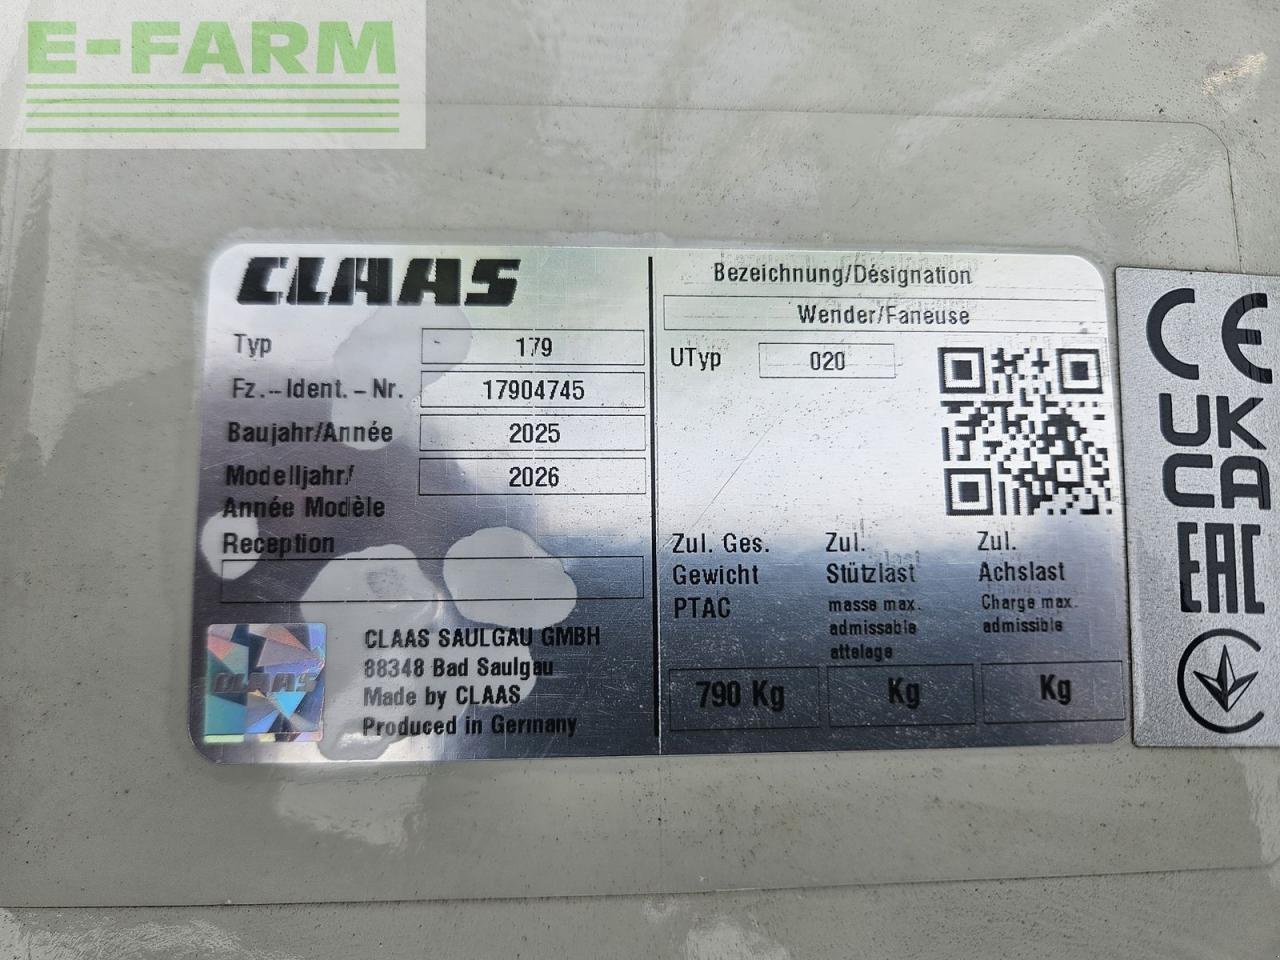 E-FARM
CLAAS
Typ 179
Fz.-Ident.-Nr. 17904745
Baujahr/Année 2025
Modelljahr/ 2026
Année Modèle
Reception
CLAAS
CLAAS SAULGAU GMBH
88348 Bad Saulgau
Made by CLAAS
Produced in Germany
Bezeichnung/Désignation
Wender/Faneuse
UTyp 020
Zul. Ges.
Gewicht
PTAC
790 Kg
Zul.
Stützlast
masse max.
admissable
attelage
Kg
Zul.
Achslast
Charge max.
admissible
Kg
CE
UK
CA
EAC